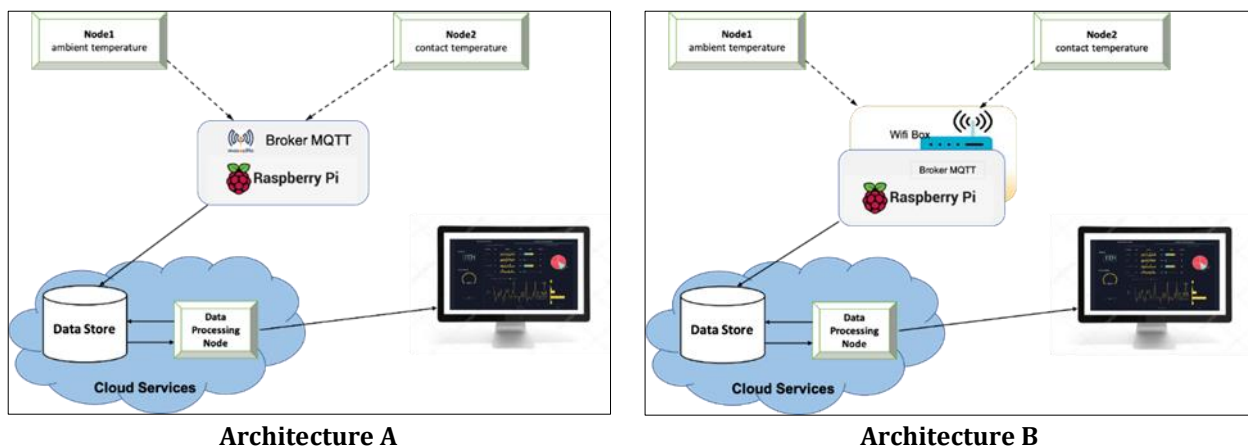 Node1
ambient temperature
Node2
contact temperature
Broker MQTT
Raspberry Pi
Data Store
Data
Processing
Node
Cloud Services
Architecture A
Node1
ambient temperature
Node2
contact temperature
Wifi Box
Broker MQTT
Raspberry Pi
Data Store
Data
Processing
Node
Cloud Services
Architecture B